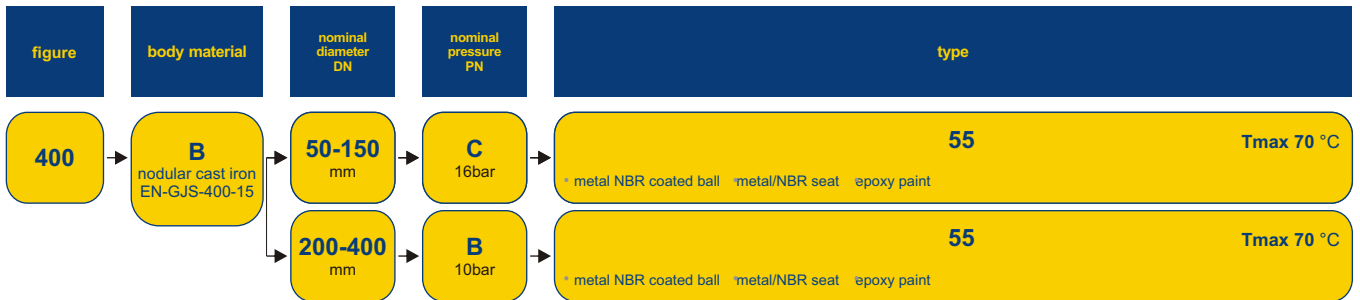 figure
body material
nominal
diameter
DN
nominal
pressure
PN
type
400
B
nodular cast iron
EN-GJS-400-15
50-150
mm
C
16bar
55
Tmax 70 °C
• metal NBR coated ball •metal/NBR seat •epoxy paint
200-400
mm
B
10bar
55
Tmax 70 °C
• metal NBR coated ball •metal/NBR seat •epoxy paint